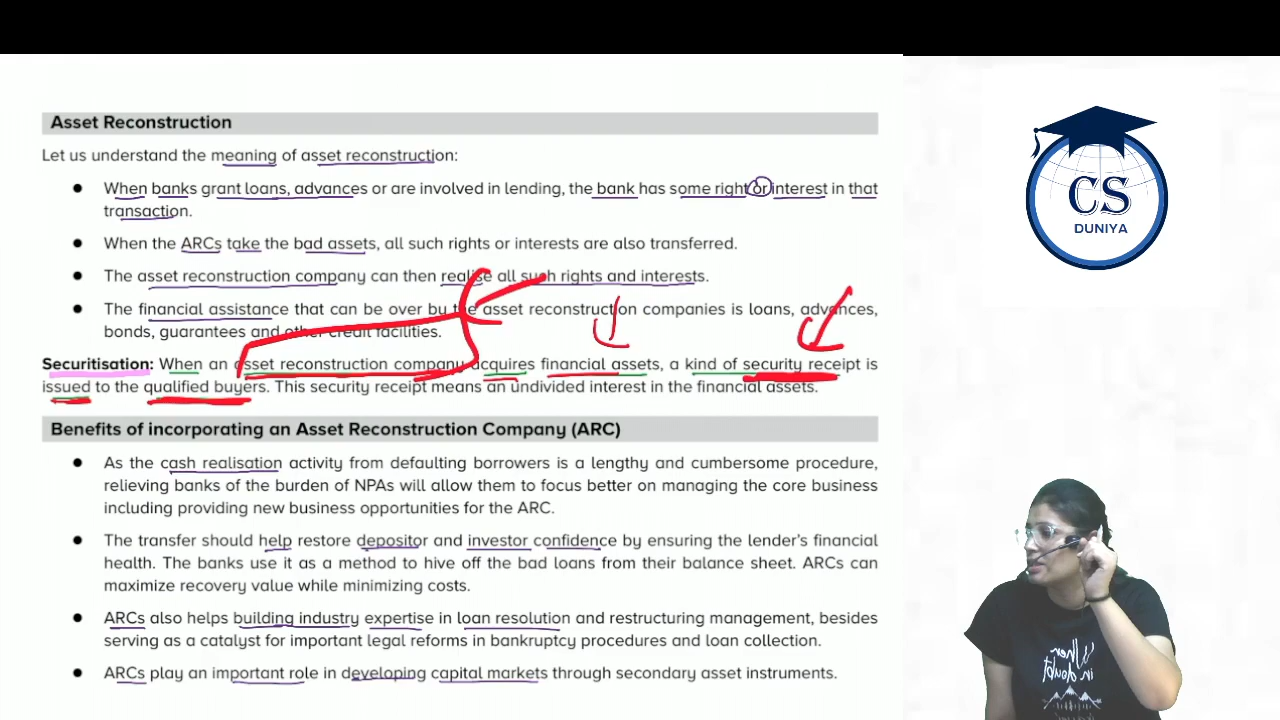 Asset Reconstruction
Let us understand the meaning of asset reconstruction:
● When banks grant loans, advances or are involved in lending, the bank has some right or interest in that
transaction.
● When the ARCs take the bad assets, all such rights or interests are also transferred.
● The asset reconstruction company can then realise all such rights and interests.
● The financial assistance that can be over by the asset reconstruction companies is loans, advances,
bonds, guarantees and other credit facilities.
Securitisation: When an asset reconstruction company acquires financial assets, a kind of security receipt is
issued to the qualified buyers. This security receipt means an undivided interest in the financial assets.
Benefits of incorporating an Asset Reconstruction Company (ARC)
● As the cash realisation activity from defaulting borrowers is a lengthy and cumbersome procedure,
relieving banks of the burden of NPAs will allow them to focus better on managing the core business
including providing new business opportunities for the ARC.
● The transfer should help restore depositor and investor confidence by ensuring the lender's financial
health. The banks use it as a method to hive off the bad loans from their balance sheet. ARCs can
maximize recovery value while minimizing costs.
● ARCs also helps building industry expertise in loan resolution and restructuring management, besides
serving as a catalyst for important legal reforms in bankruptcy procedures and loan collection.
● ARCs play an important role in developing capital markets through secondary asset instruments.
CS
DUNIYA
When
in doubt